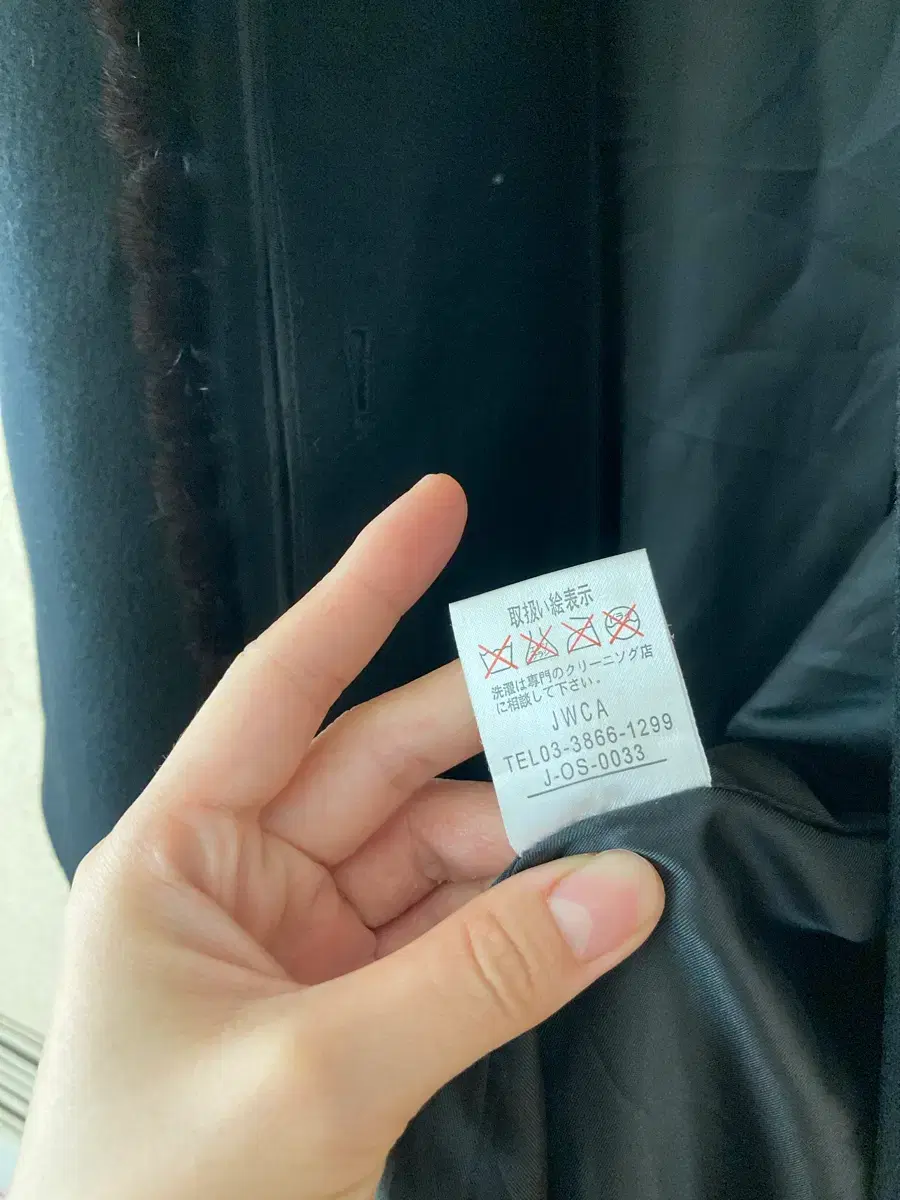 取扱い絵表示
洗濯は専門のクリーニング店
に相談して下さい.
JWCA
TEL03-3866-1299
J-OS-0033